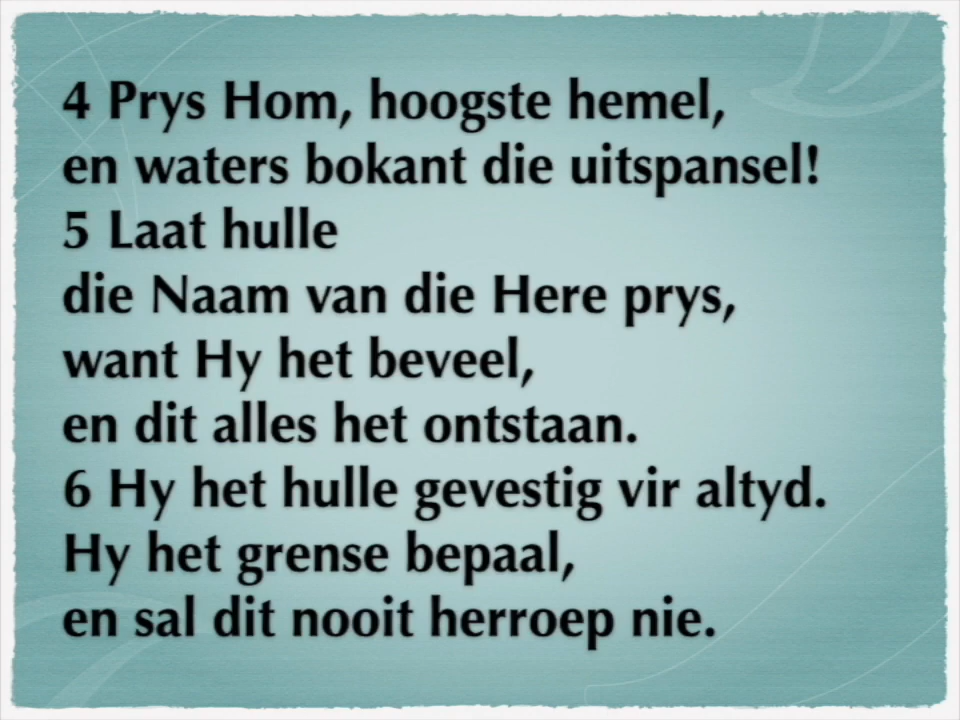 4 Prys Hom, hoogste hemel,
en waters bokant die uitspansel!
5 Laat hulle
die Naam van die Here prys,
want Hy het beveel,
en dit alles het ontstaan.
6 Hy het hulle gevestig vir altyd.
Hy het grense bepaal,
en sal dit nooit herroep nie.